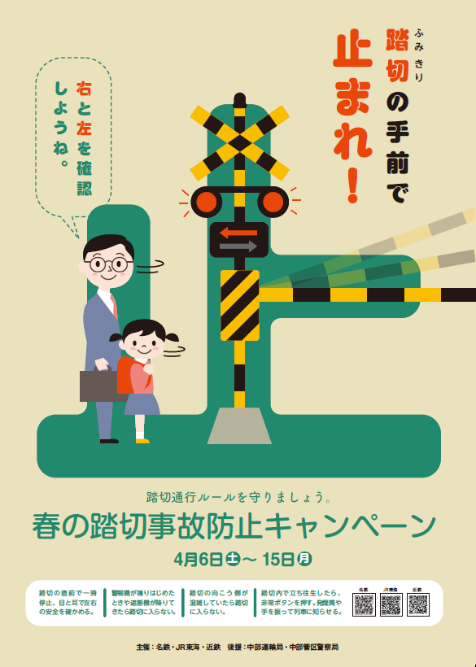 ふみきり
踏切の手前で
止まれ！
右と左を確認
しようね。
踏切通行ルールを守りましょう。
春の踏切事故防止キャンペーン
4月6日土〜 15日月
踏切の直前で一時
停止、目と耳で左右
の安全を確かめる。
警報機が鳴りはじめた
ときや遮断機が降りて
きたら踏切に入らない。
踏切の向こう側が
混雑していたら踏切
に入らない。
踏切内で立ち往生したら、
非常ボタンを押す。発煙筒や
手を振って列車に知らせる。
名鉄
JR東海
近鉄
主催：名鉄・JR東海・近鉄　後援：中部運輸局・中部管区警察局